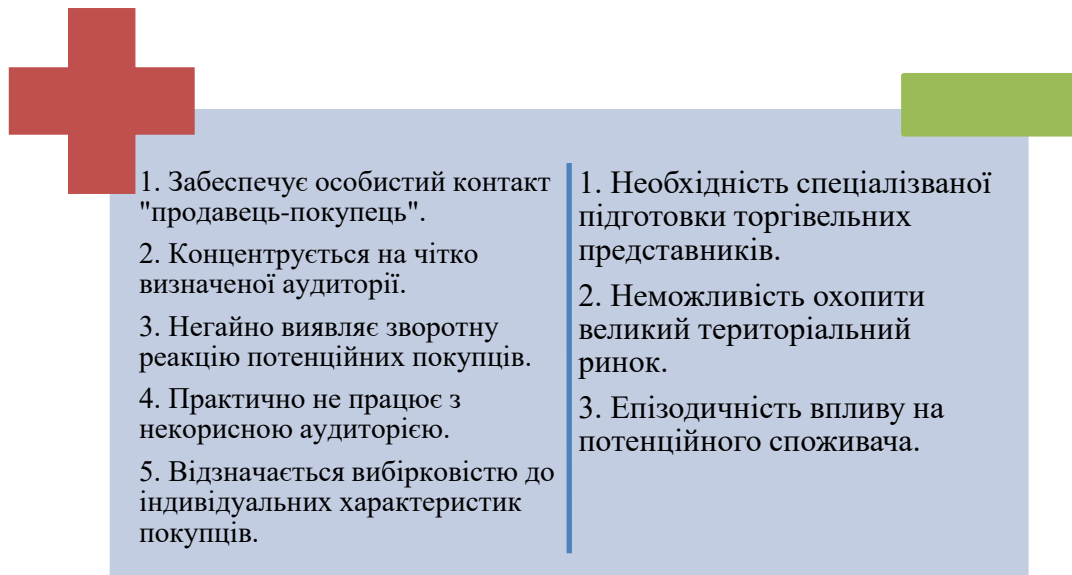 1. Забеспечує особистий контакт
"продавець-покупець".
2. Концентрується на чітко
визначеної аудиторії.
3. Негайно виявляє зворотну
реакцію потенційних покупців.
4. Практично не працює з
некорисною аудиторією.
5. Відзначається вибірковістю до
індивідуальних характеристик
покупців.
1. Необхідність спеціалізваної
підготовки торгівельних
представників.
2. Неможливість охопити
великий територіальний
ринок.
3. Епізодичність впливу на
потенційного споживача.